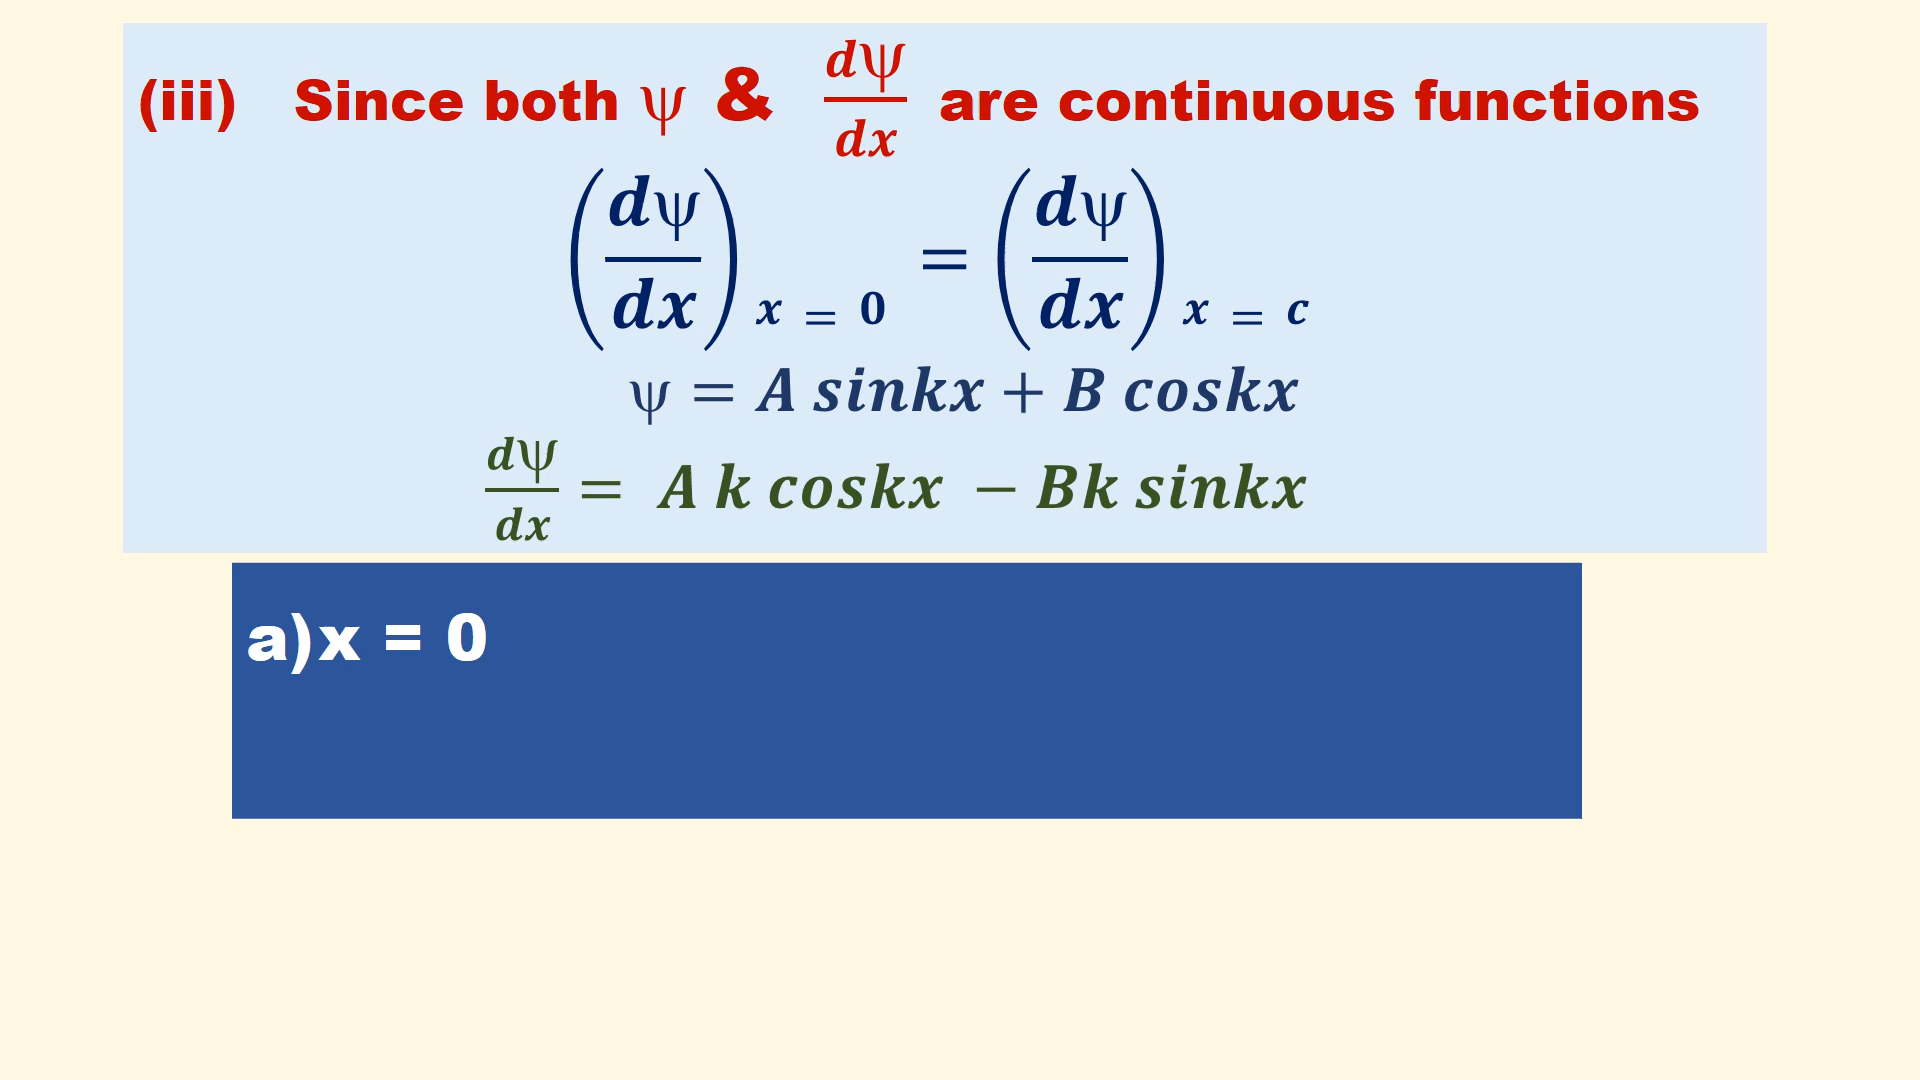 (iii) Since both ψ & dψ/dx are continuous functions
(dψ/dx) x = 0 = (dψ/dx) x = c
ψ = A sinkx + B coskx
dψ/dx = A k coskx − Bk sinkx
a)x = 0